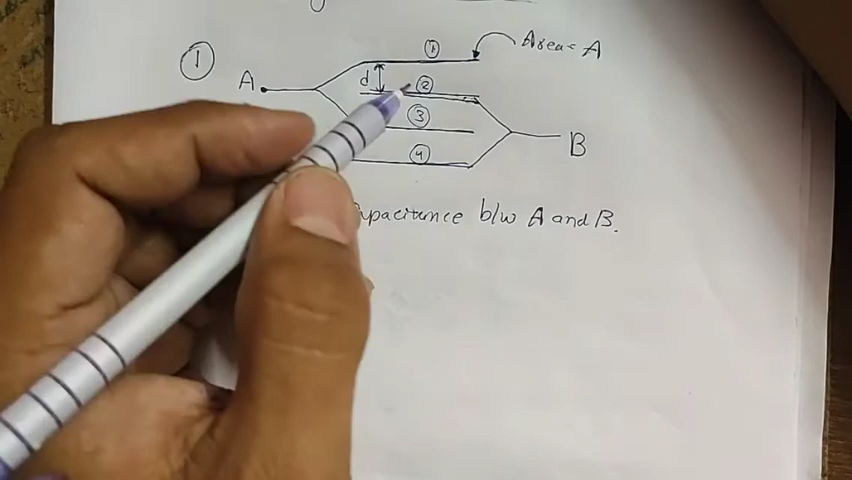 ① Area = A
① A d ②
③
④ B
b/w A and B.